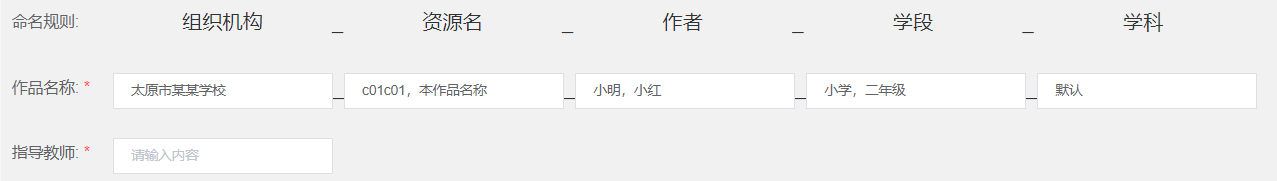 命名规则: 组织机构 _ 资源名 _ 作者 _ 学段 _ 学科
作品名称: * 太原市某某学校 _ c01c01，本作品名称 _ 小明，小红 _ 小学，二年级 _ 默认
指导教师: * 请输入内容